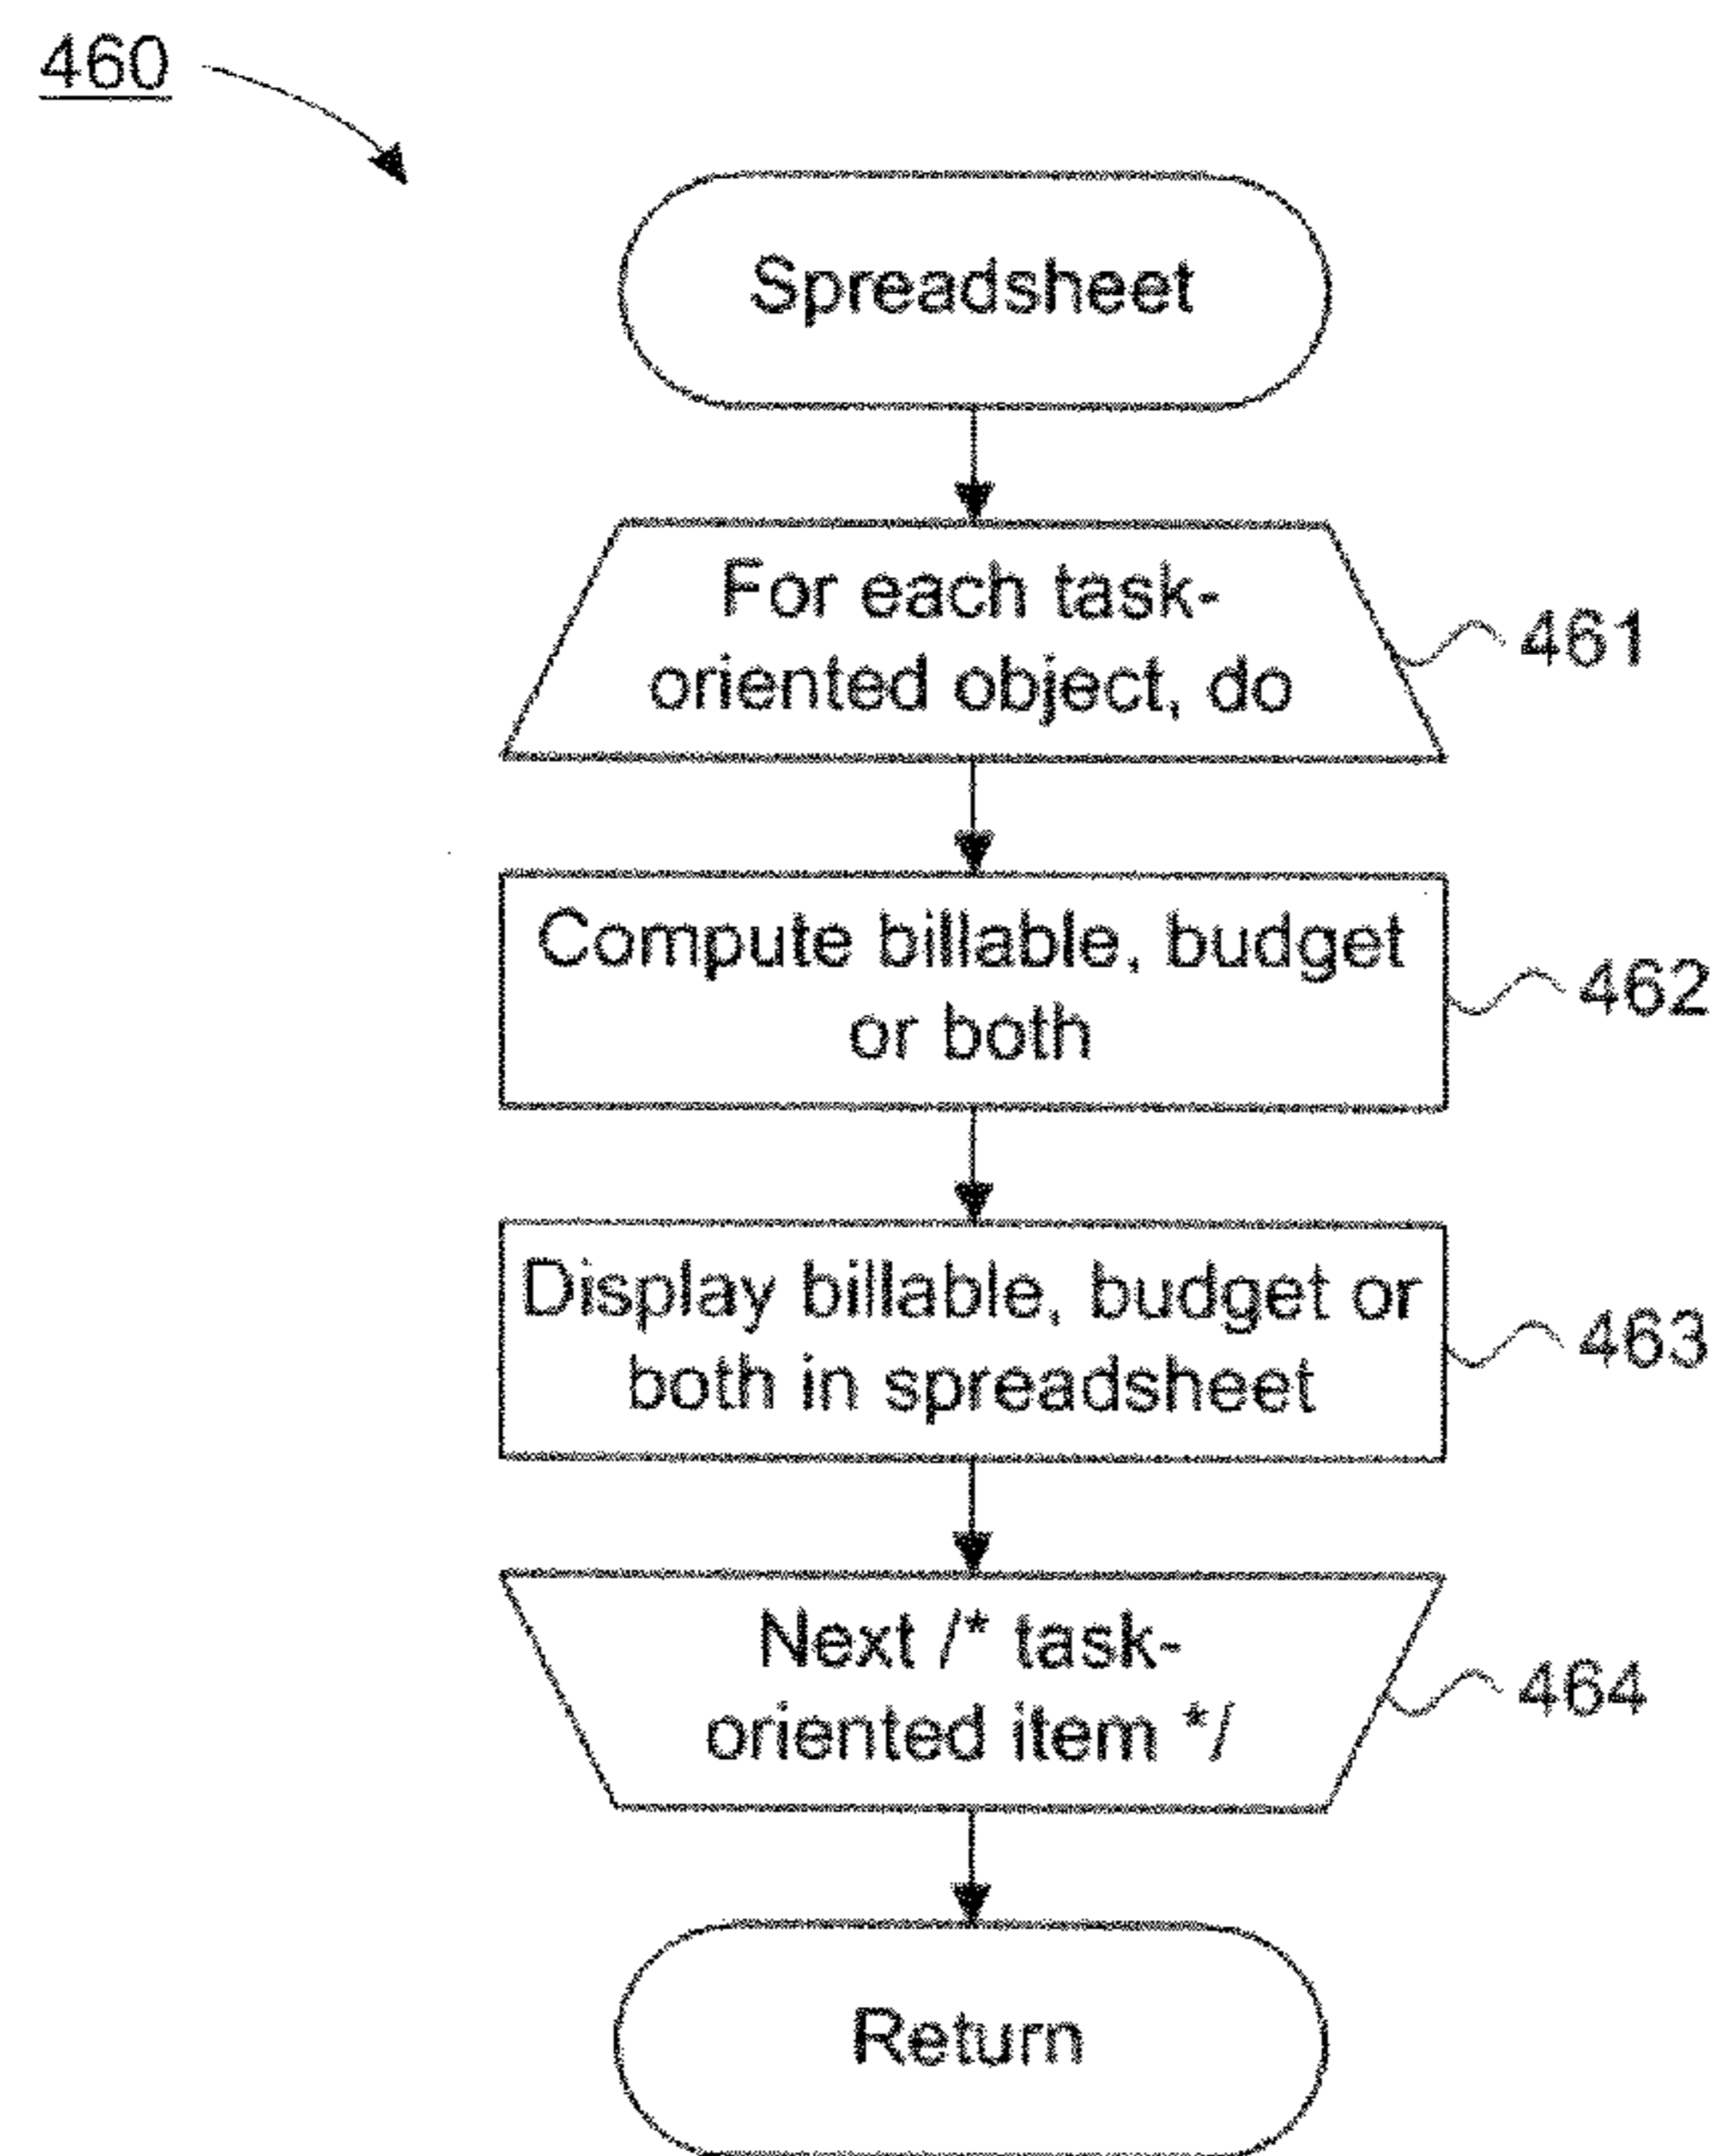 460
Spreadsheet
For each task-
oriented object, do
461
Compute billable, budget
or both
462
Display billable, budget or
both in spreadsheet
463
Next /* task-
oriented item */
464
Return